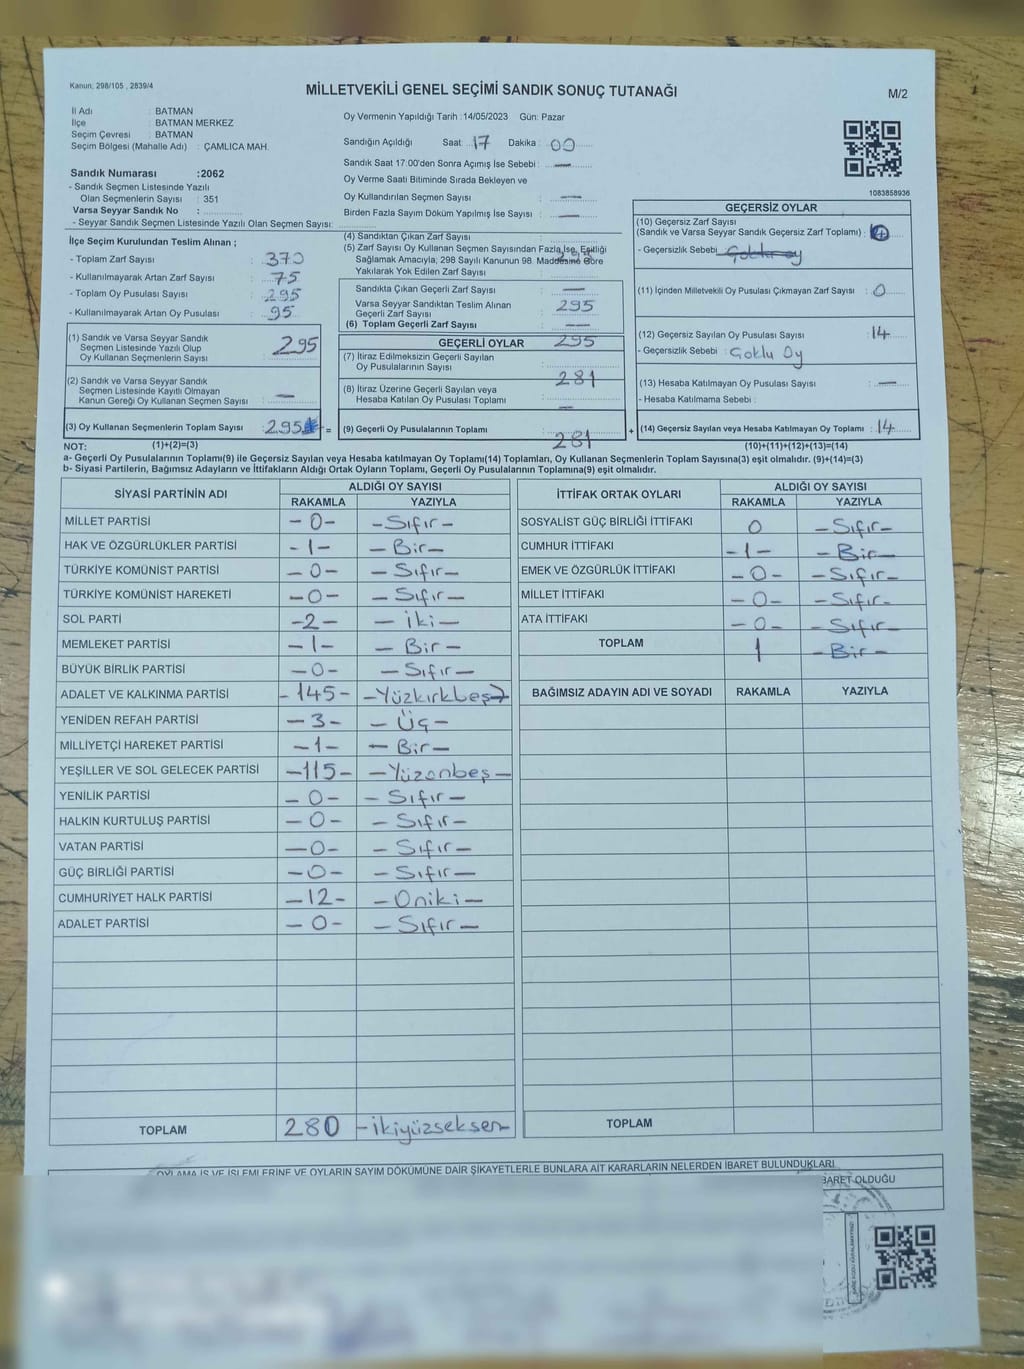 Kanun: 298/105 , 2839/4
MİLLETVEKİLİ GENEL SEÇİMİ SANDIK SONUÇ TUTANAĞI
M/2
İl Adı : BATMAN
İlçe : BATMAN MERKEZ
Seçim Çevresi : BATMAN
Seçim Bölgesi (Mahalle Adı) : ÇAMLICA MAH.
Sandık Numarası :2062
- Sandık Seçmen Listesinde Yazılı
Olan Seçmenlerin Sayısı : 351
Varsa Seyyar Sandık No :
- Seyyar Sandık Seçmen Listesinde Yazılı Olan Seçmen Sayısı:
Oy Vermenin Yapıldığı Tarih :14/05/2023 Gün: Pazar
Sandığın Açıldığı Saat : 17 Dakika : 00
Sandık Saat 17:00'den Sonra Açımış İse Sebebi : —
Oy Verme Saati Bitiminde Sırada Bekleyen ve
Oy Kullandırılan Seçmen Sayısı : —
Birden Fazla Sayım Döküm Yapılmış İse Sayısı : —
1083858936
İlçe Seçim Kurulundan Teslim Alınan ;
- Toplam Zarf Sayısı : 370
- Kullanılmayarak Artan Zarf Sayısı : 75
- Toplam Oy Pusulası Sayısı : 295
- Kullanılmayarak Artan Oy Pusulası : 95
(1) Sandık ve Varsa Seyyar Sandık
Seçmen Listesinde Yazılı Olup
Oy Kullanan Seçmenlerin Sayısı : 295
(2) Sandık ve Varsa Seyyar Sandık
Seçmen Listesinde Kayıtlı Olmayan
Kanun Gereği Oy Kullanan Seçmen Sayısı : —
(3) Oy Kullanan Seçmenlerin Toplam Sayısı : 295 =
(4) Sandıktan Çıkan Zarf Sayısı :
(5) Zarf Sayısı Oy Kullanan Seçmen Sayısından Fazla İse, Eşitliği
Sağlamak Amacıyla; 298 Sayılı Kanunun 98. Maddesine Göre
Yakılarak Yok Edilen Zarf Sayısı :
Sandıkta Çıkan Geçerli Zarf Sayısı : —
Varsa Seyyar Sandıktan Teslim Alınan
Geçerli Zarf Sayısı : 295
(6) Toplam Geçerli Zarf Sayısı : —
GEÇERLİ OYLAR 295
(7) İtiraz Edilmeksizin Geçerli Sayılan
Oy Pusulalarının Sayısı :
281
(8) İtiraz Üzerine Geçerli Sayılan veya
Hesaba Katılan Oy Pusulası Toplamı : —
(9) Geçerli Oy Pusulalarının Toplamı : 281 +
GEÇERSİZ OYLAR
(10) Geçersiz Zarf Sayısı
(Sandık ve Varsa Seyyar Sandık Geçersiz Zarf Toplamı) :
- Geçersizlik Sebebi :
(11) İçinden Milletvekili Oy Pusulası Çıkmayan Zarf Sayısı : 0
(12) Geçersiz Sayılan Oy Pusulası Sayısı : 14
- Geçersizlik Sebebi : Çoklu Oy
(13) Hesaba Katılmayan Oy Pusulası Sayısı : —
- Hesaba Katılmama Sebebi :
(14) Geçersiz Sayılan veya Hesaba Katılmayan Oy Toplamı : 14
NOT: (1)+(2)=(3) (10)+(11)+(12)+(13)=(14)
a- Geçerli Oy Pusulalarının Toplamı(9) ile Geçersiz Sayılan veya Hesaba katılmayan Oy Toplamı(14) Toplamları, Oy Kullanan Seçmenlerin Toplam Sayısına(3) eşit olmalıdır. (9)+(14)=(3)
b- Siyasi Partilerin, Bağımsız Adayların ve İttifakların Aldığı Ortak Oyların Toplamı, Geçerli Oy Pusulalarının Toplamına(9) eşit olmalıdır.
SİYASİ PARTİNİN ADI ALDIĞI OY SAYISI
RAKAMLA YAZIYLA
MİLLET PARTİSİ -0- -Sıfır-
HAK VE ÖZGÜRLÜKLER PARTİSİ -1- -Bir-
TÜRKİYE KOMÜNİST PARTİSİ -0- -Sıfır-
TÜRKİYE KOMÜNİST HAREKETİ -0- -Sıfır-
SOL PARTİ -2- -İki-
MEMLEKET PARTİSİ -1- -Bir-
BÜYÜK BİRLİK PARTİSİ -0- -Sıfır-
ADALET VE KALKINMA PARTİSİ -145- -Yüzkırkbeş-
YENİDEN REFAH PARTİSİ -3- -Üç-
MİLLİYETÇİ HAREKET PARTİSİ -1- -Bir-
YEŞİLLER VE SOL GELECEK PARTİSİ -115- -Yüzonbeş-
YENİLİK PARTİSİ -0- -Sıfır-
HALKIN KURTULUŞ PARTİSİ -0- -Sıfır-
VATAN PARTİSİ -0- -Sıfır-
GÜÇ BİRLİĞİ PARTİSİ -0- -Sıfır-
CUMHURİYET HALK PARTİSİ -12- -Oniki-
ADALET PARTİSİ -0- -Sıfır-
TOPLAM 280 -ikiyüzseksen-
İTTİFAK ORTAK OYLARI ALDIĞI OY SAYISI
RAKAMLA YAZIYLA
SOSYALİST GÜÇ BİRLİĞİ İTTİFAKI 0 -Sıfır-
CUMHUR İTTİFAKI -1- -Bir-
EMEK VE ÖZGÜRLÜK İTTİFAKI -0- -Sıfır-
MİLLET İTTİFAKI -0- -Sıfır-
ATA İTTİFAKI -0- -Sıfır-
TOPLAM 1 -Bir-
BAĞIMSIZ ADAYIN ADI VE SOYADI RAKAMLA YAZIYLA
TOPLAM
OYLAMA İŞ VE İŞLEMLERİNE VE OYLARIN SAYIM DÖKÜMÜNE DAİR ŞİKAYETLERLE BUNLARA AİT KARARLARIN NELERDEN İBARET BULUNDUKLARI
BARET OLDUĞU